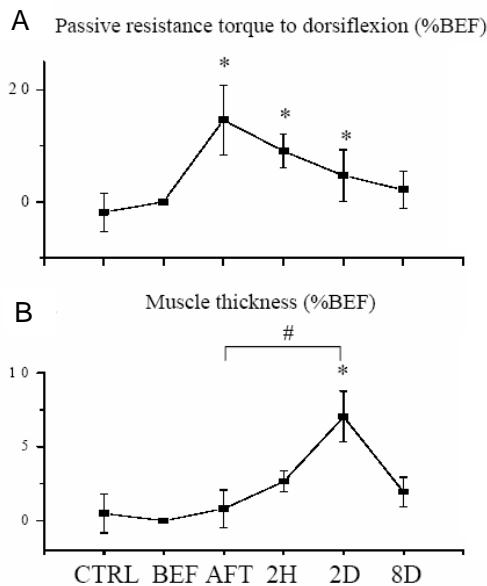 A
Passive resistance torque to dorsiflexion (%BEF)
20
*
*
*
0
B
Muscle thickness (%BEF)
#
10
*
5
0
CTRL BEF AFT 2H 2D 8D